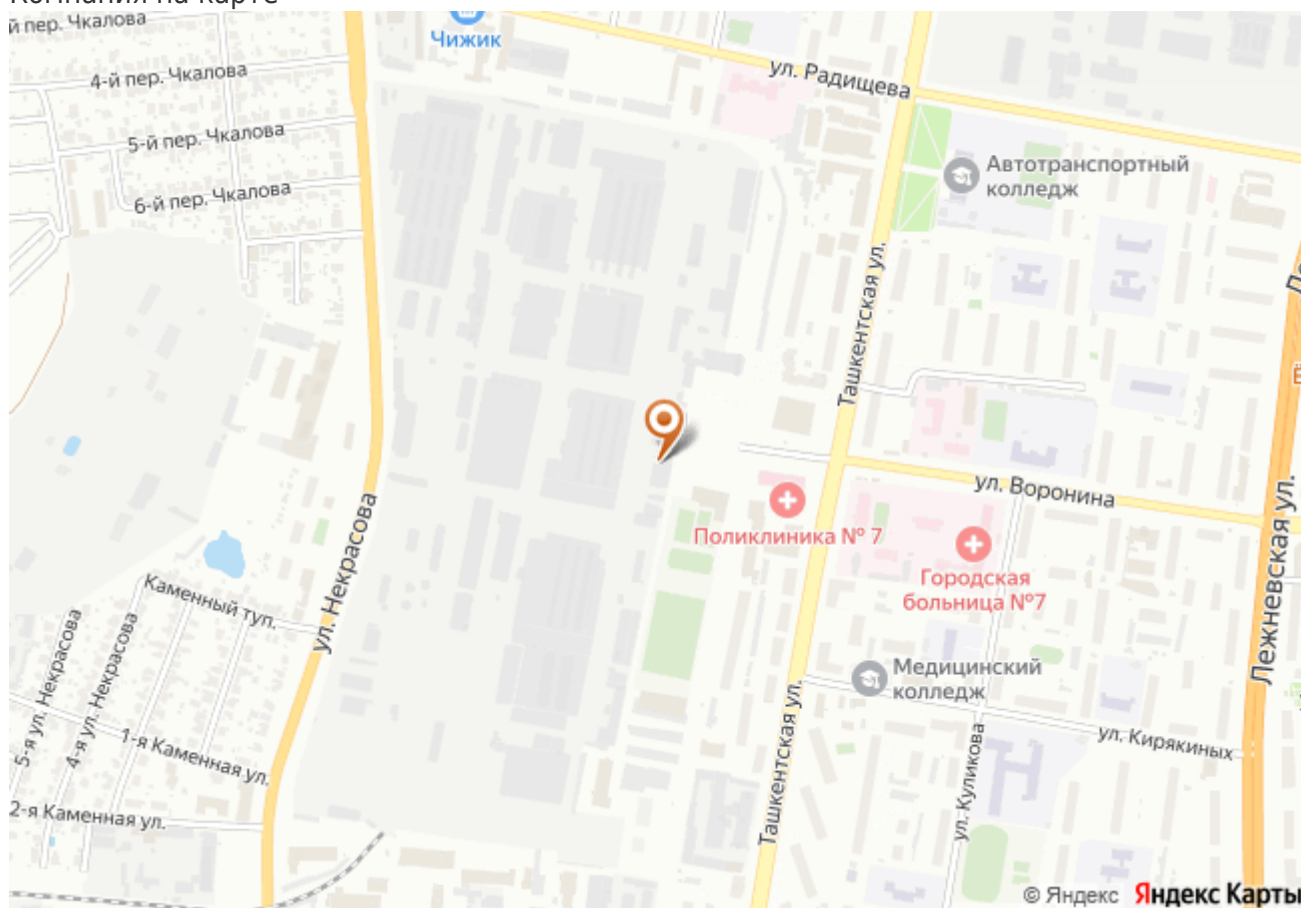 Компания на карте
й пер. Чкалова
Чижик
4-й пер. Чкалова
ул. Радищева
5-й пер. Чкалова
Автотранспортный
колледж
6-й пер. Чкалова
Ташкентская ул.
ул. Некрасова
ул. Воронина
Поликлиника № 7
Городская
больница №7
Лежневская ул.
Каменный туп.
5-я ул. Некрасова
4-я ул. Некрасова
Медицинский
колледж
1-я Каменная ул.
Ташкентская ул.
ул. Куликова
ул. Кирякиных
2-я Каменная ул.
© Яндекс Яндекс Карты